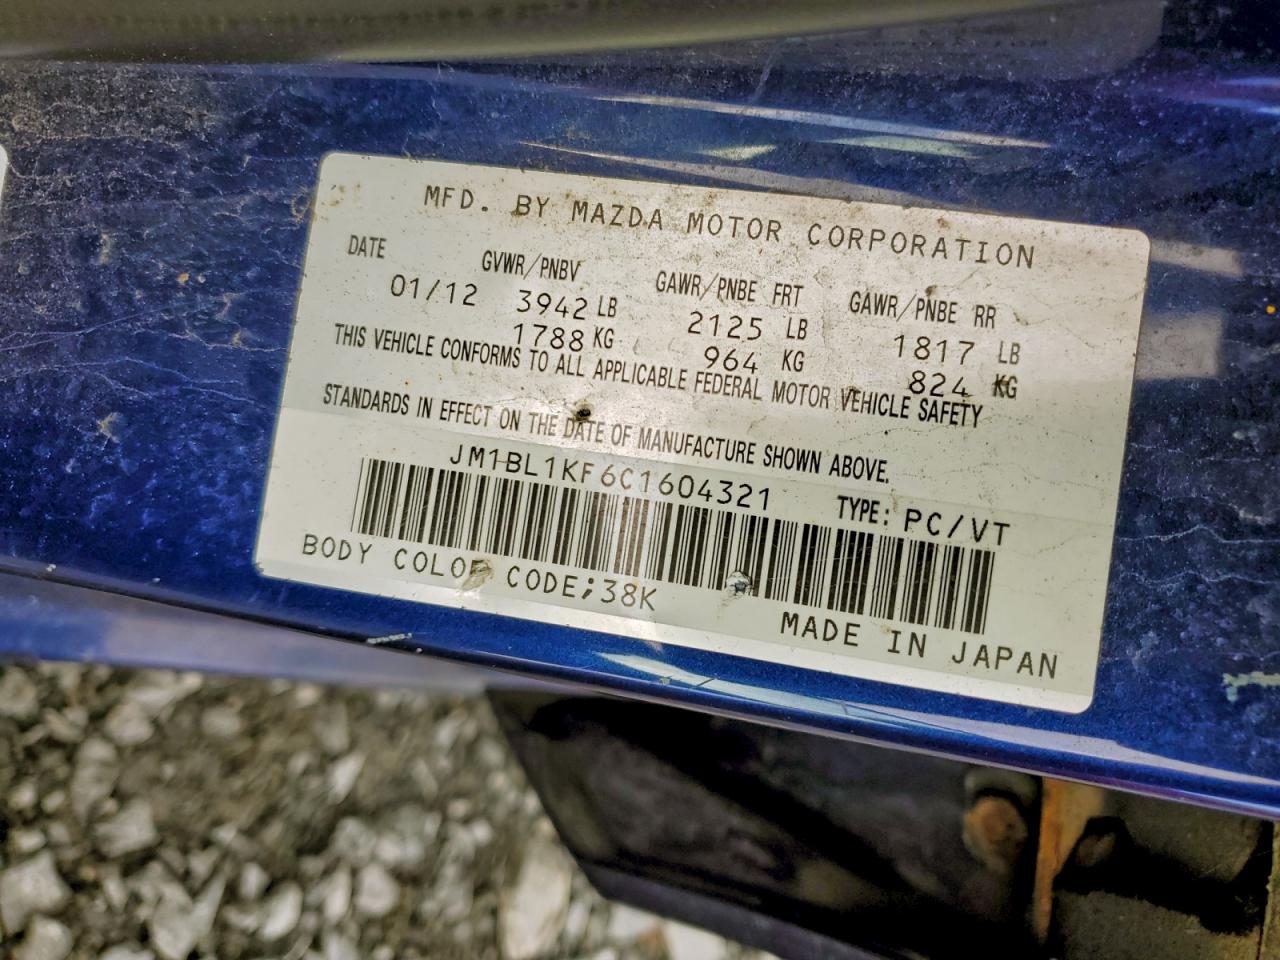 MFD. BY MAZDA MOTOR CORPORATION
DATE GVWR/PNBV GAWR/PNBE FRT GAWR/PNBE RR
01/12 3942 LB 2125 LB 1817 LB
1788 KG 964 KG 824 KG
THIS VEHICLE CONFORMS TO ALL APPLICABLE FEDERAL MOTOR VEHICLE SAFETY
STANDARDS IN EFFECT ON THE DATE OF MANUFACTURE SHOWN ABOVE.
JM1BL1KF6C1604321 TYPE: PC/VT
BODY COLOR CODE;38K
MADE IN JAPAN